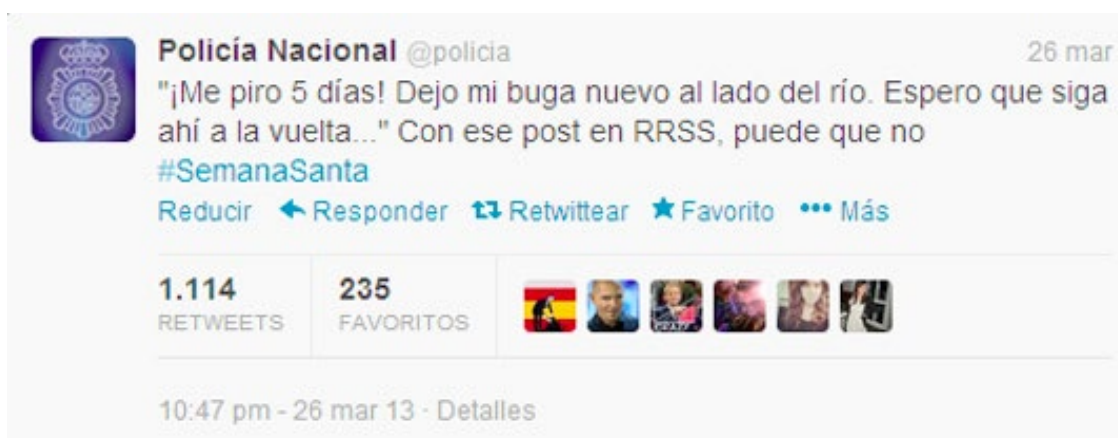 Policía Nacional @policia 26 mar
"¡Me piro 5 días! Dejo mi buga nuevo al lado del río. Espero que siga
ahí a la vuelta..." Con ese post en RRSS, puede que no
#SemanaSanta
Reducir Responder Retwittear Favorito Más
1.114 235
RETWEETS FAVORITOS
10:47 pm - 26 mar 13 · Detalles